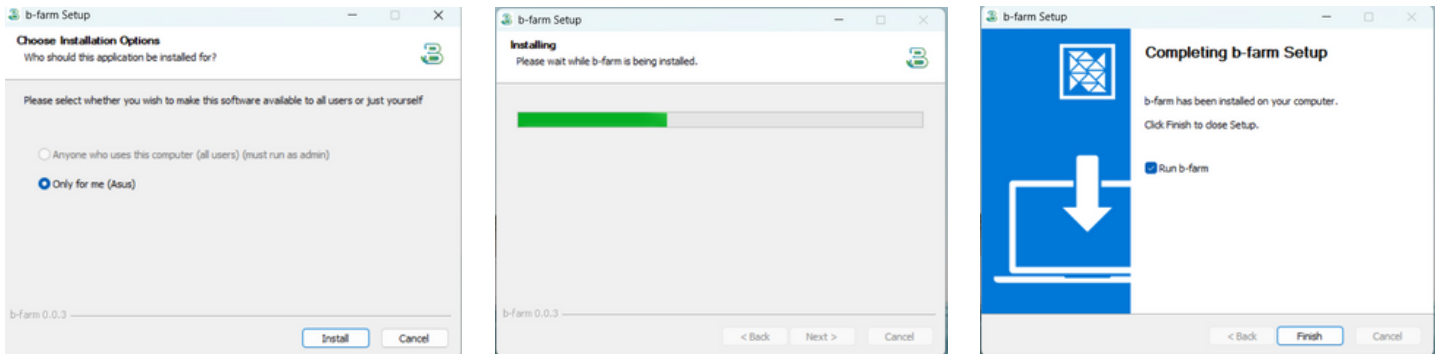 b-farm Setup
Choose Installation Options
Who should this application be installed for?
Please select whether you wish to make this software available to all users or just yourself
Anyone who uses this computer (all users) (must run as admin)
Only for me (Asus)
b-farm 0.0.3
Install
Cancel
b-farm Setup
Installing
Please wait while b-farm is being installed.
b-farm 0.0.3
< Back
Next >
Cancel
b-farm Setup
Completing b-farm Setup
b-farm has been installed on your computer.
Click Finish to close Setup.
Run b-farm
< Back
Finish
Cancel